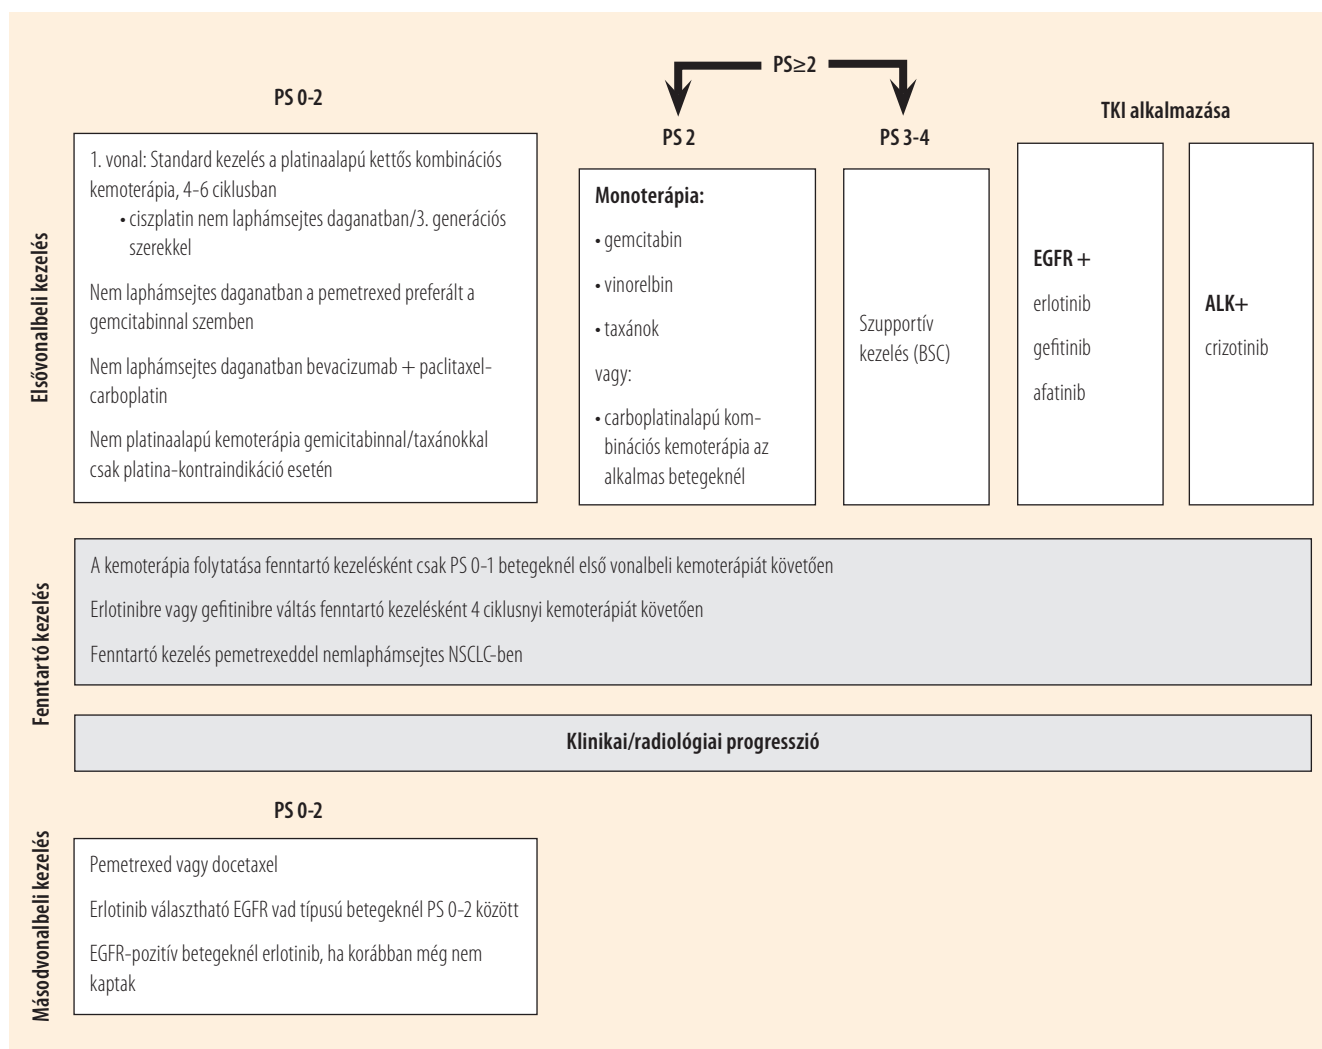 PS≥2
PS 0-2
PS 2
PS 3-4
TKI alkalmazása
Elsővonalbeli kezelés
1. vonal: Standard kezelés a platinaalapú kettős kombinációs
kemoterápia, 4-6 ciklusban
• ciszplatin nem laphámsejtes daganatban/3. generációs
szerekkel
Nem laphámsejtes daganatban a pemetrexed preferált a
gemcitabinnal szemben
Nem laphámsejtes daganatban bevacizumab + paclitaxel-
carboplatin
Nem platinaalapú kemoterápia gemicitabinnal/taxánokkal
csak platina-kontraindikáció esetén
Monoterápia:
• gemcitabin
• vinorelbin
• taxánok
vagy:
• carboplatinalapú kom-
binációs kemoterápia az
alkalmas betegeknél
Szupportív
kezelés (BSC)
EGFR +
erlotinib
gefitinib
afatinib
ALK+
crizotinib
Fenntartó kezelés
A kemoterápia folytatása fenntartó kezelésként csak PS 0-1 betegeknél első vonalbeli kemoterápiát követően
Erlotinibre vagy gefitinibre váltás fenntartó kezelésként 4 ciklusnyi kemoterápiát követően
Fenntartó kezelés pemetrexeddel nemlaphámsejtes NSCLC-ben
Klinikai/radiológiai progresszió
Másodvonalbeli kezelés
PS 0-2
Pemetrexed vagy docetaxel
Erlotinib választható EGFR vad típusú betegeknél PS 0-2 között
EGFR-pozitív betegeknél erlotinib, ha korábban még nem
kaptak